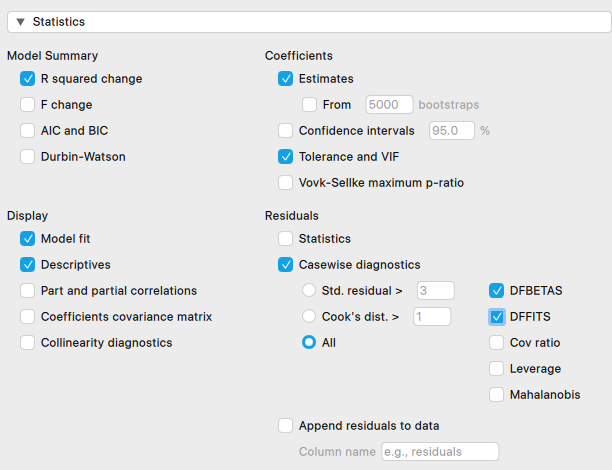 Statistics
Model Summary
R squared change
F change
AIC and BIC
Durbin-Watson
Coefficients
Estimates
From 5000 bootstraps
Confidence intervals 95.0 %
Tolerance and VIF
Vovk-Sellke maximum p-ratio
Display
Model fit
Descriptives
Part and partial correlations
Coefficients covariance matrix
Collinearity diagnostics
Residuals
Statistics
Casewise diagnostics
Std. residual > 3
Cook's dist. > 1
All
DFBETAS
DFFITS
Cov ratio
Leverage
Mahalanobis
Append residuals to data
Column name e.g., residuals